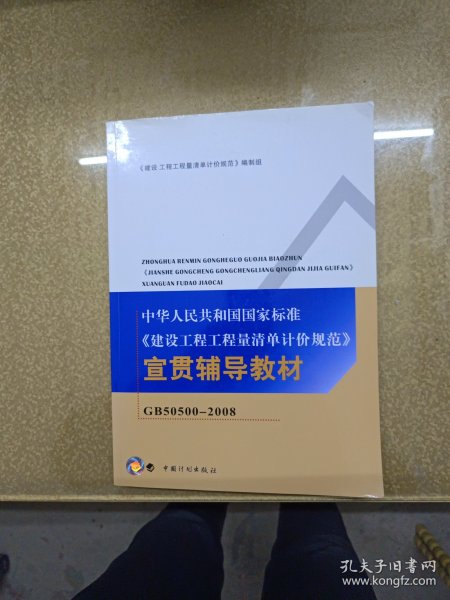 《建设工程工程量清单计价规范》编制组
ZHONGHUA RENMIN GONGHEGUO GUOJIA BIAOZHUN
《JIANSHE GONGCHENG GONGCHENGLIANG QINGDAN JIJIA GUIFAN》
XUANGUAN FUDAO JIAOCAI
中华人民共和国国家标准
《建设工程工程量清单计价规范》
宣贯辅导教材
GB50500-2008
中国计划出版社
孔夫子旧书网
www.kongfz.com